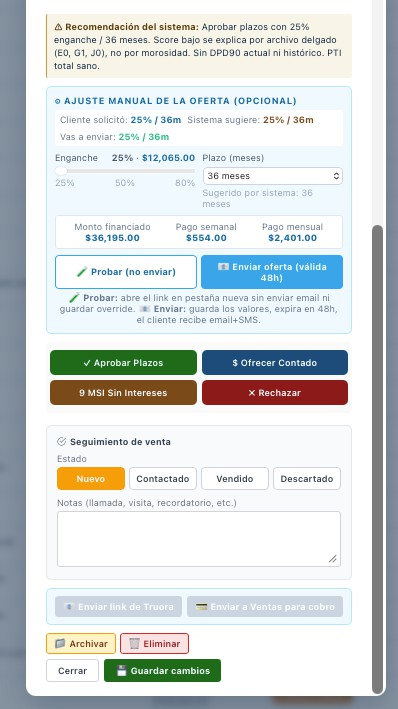 ⚠ Recomendación del sistema: Aprobar plazos con 25%
enganche / 36 meses. Score bajo se explica por archivo delgado
(E0, G1, J0), no por morosidad. Sin DPD90 actual ni histórico. PTI
total sano.
⚙ AJUSTE MANUAL DE LA OFERTA (OPCIONAL)
Cliente solicitó: 25% / 36m Sistema sugiere: 25% / 36m
Vas a enviar: 25% / 36m
Enganche 25% · $12,065.00 Plazo (meses)
25% 50% 80%
36 meses
Sugerido por sistema: 36
meses
Monto financiado Pago semanal Pago mensual
$36,195.00 $554.00 $2,401.00
🧪 Probar (no enviar)
📧 Enviar oferta (válida
48h)
🧪 Probar: abre el link en pestaña nueva sin enviar email ni
guardar override. 📧 Enviar: guarda los valores, expira en 48h,
el cliente recibe email+SMS.
✓ Aprobar Plazos $ Ofrecer Contado
9 MSI Sin Intereses ✕ Rechazar
Seguimiento de venta
Estado
Nuevo Contactado Vendido Descartado
Notas (llamada, visita, recordatorio, etc.)
Enviar link de Truora 💳 Enviar a Ventas para cobro
Archivar 🗑 Eliminar
Cerrar 💾 Guardar cambios